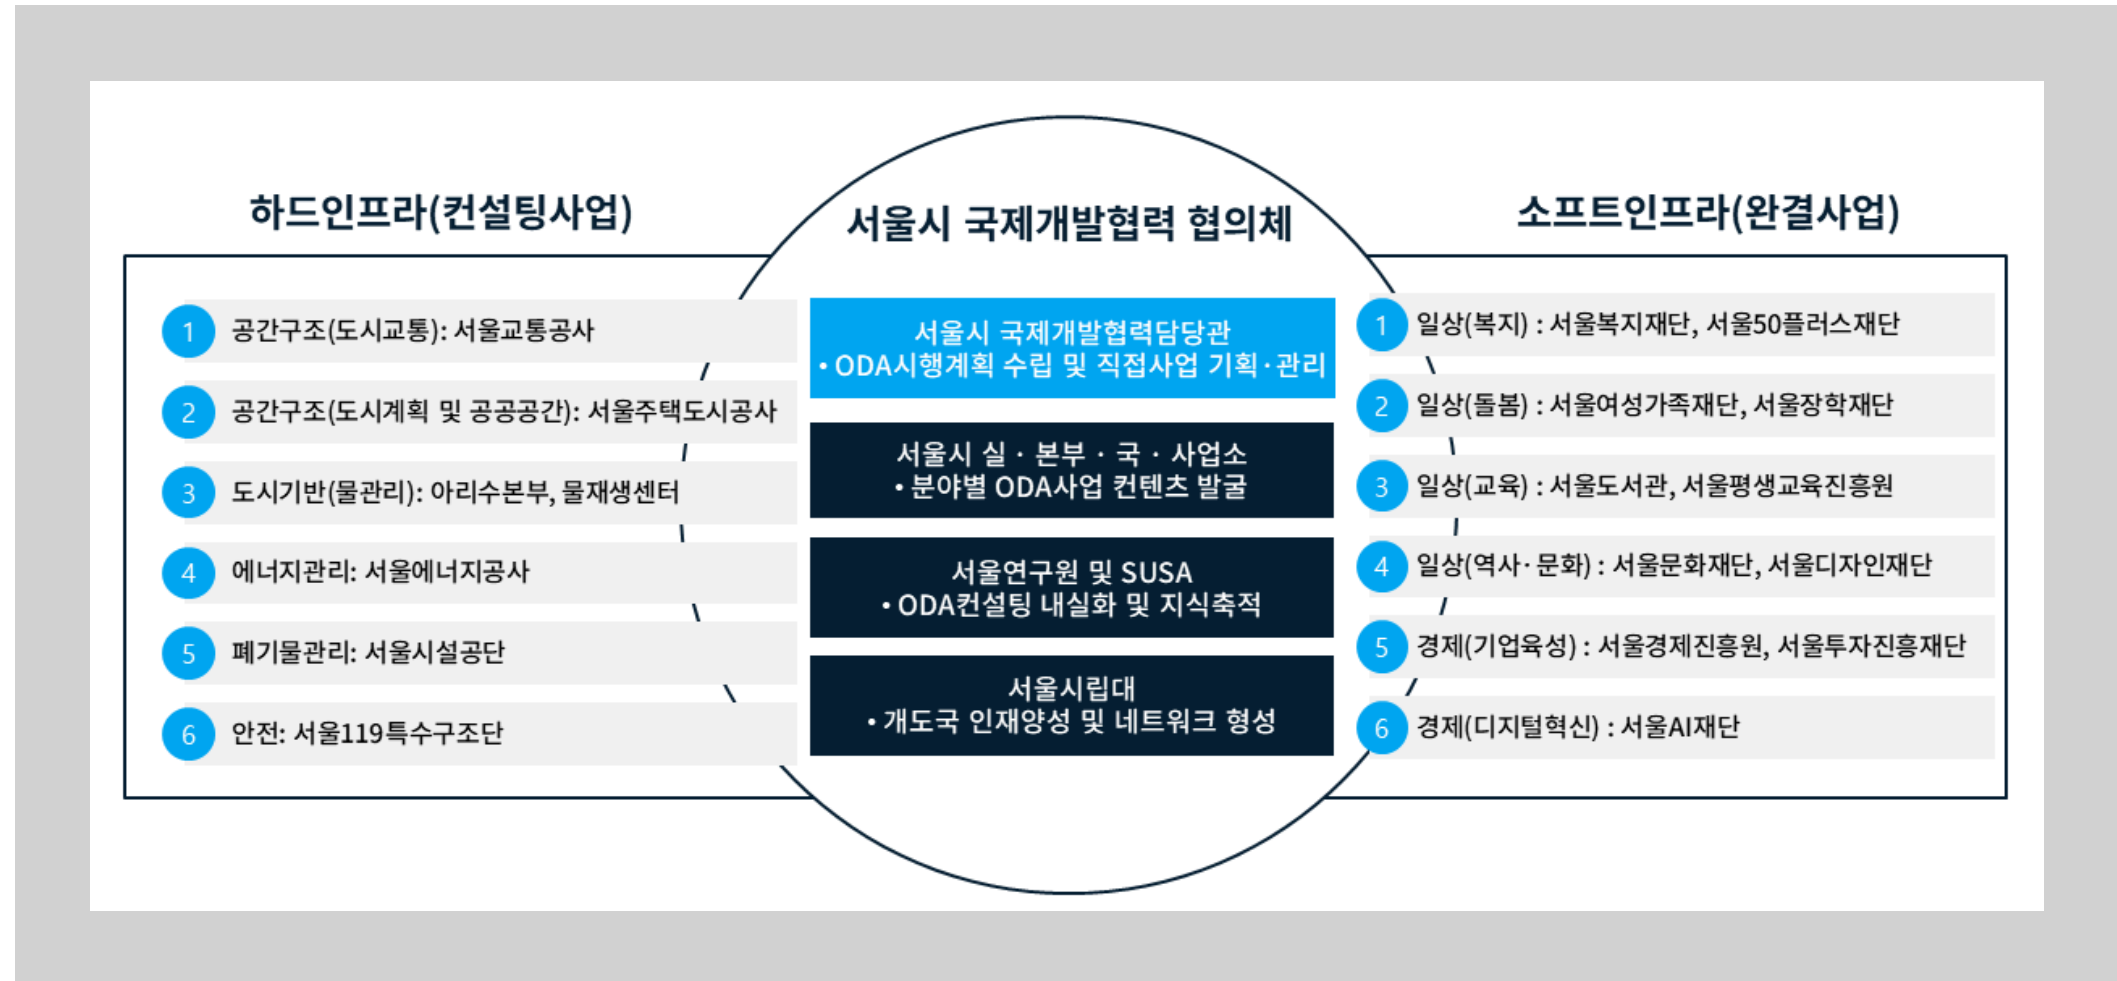 하드인프라(컨설팅사업)
1 공간구조(도시교통): 서울교통공사
2 공간구조(도시계획 및 공공공간): 서울주택도시공사
3 도시기반(물관리): 아리수본부, 물재생센터
4 에너지관리: 서울에너지공사
5 폐기물관리: 서울시설공단
6 안전: 서울119특수구조단
서울시 국제개발협력 협의체
서울시 국제개발협력담당관
• ODA시행계획 수립 및 직접사업 기획·관리
서울시 실 · 본부 · 국 · 사업소
• 분야별 ODA사업 컨텐츠 발굴
서울연구원 및 SUSA
• ODA컨설팅 내실화 및 지식축적
서울시립대
• 개도국 인재양성 및 네트워크 형성
소프트인프라(완결사업)
1 일상(복지) : 서울복지재단, 서울50플러스재단
2 일상(돌봄) : 서울여성가족재단, 서울장학재단
3 일상(교육) : 서울도서관, 서울평생교육진흥원
4 일상(역사· 문화) : 서울문화재단, 서울디자인재단
5 경제(기업육성) : 서울경제진흥원, 서울투자진흥재단
6 경제(디지털혁신) : 서울AI재단